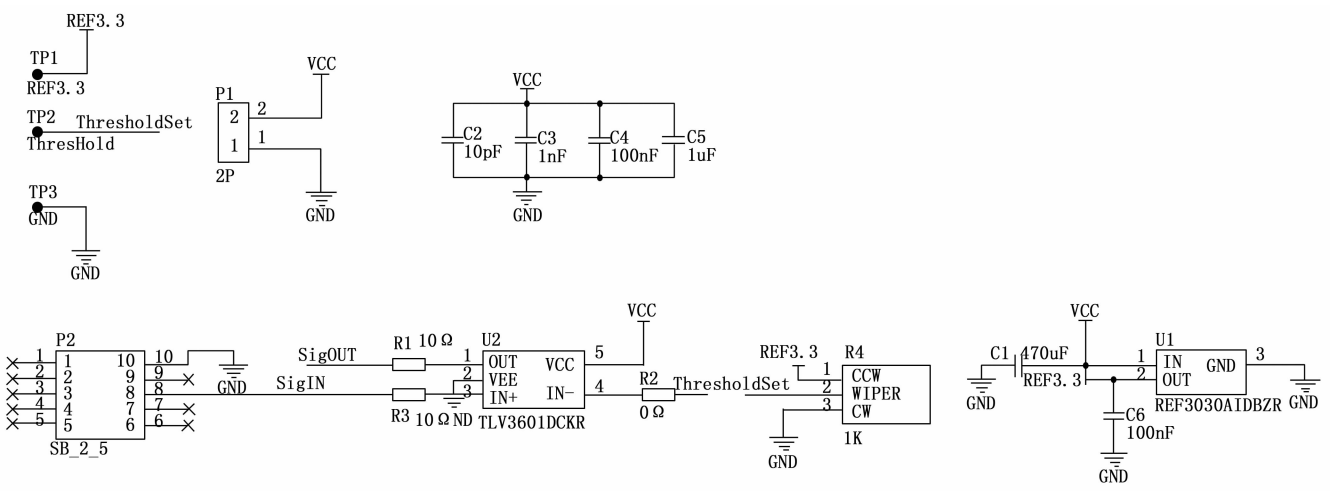 REF3.3
TP1
REF3.3
TP2
ThresholdSet
ThresHold
TP3
GND
GND
P1
2 2
1 1
2P
VCC
GND
VCC
C2
10pF
C3
1nF
C4
100nF
C5
1uF
GND
P2
1 1 10 10
2 2 9 9
3 3 8 8
4 4 7 7
5 5 6 6
SB_2_5
GND
SigOUT
SigIN
R1 10Ω
R3 10Ω
ND
U2
1 OUT VCC 5
2 VEE
3 IN+ IN- 4
TLV3601DCKR
VCC
R2
0Ω
ThresholdSet
REF3.3
R4
1 CCW
2 WIPER
3 CW
1K
GND
VCC
C1 470uF
GND
REF3.3
U1
1 IN GND 3
2 OUT
REF3030AIDBZR
GND
C6
100nF
GND